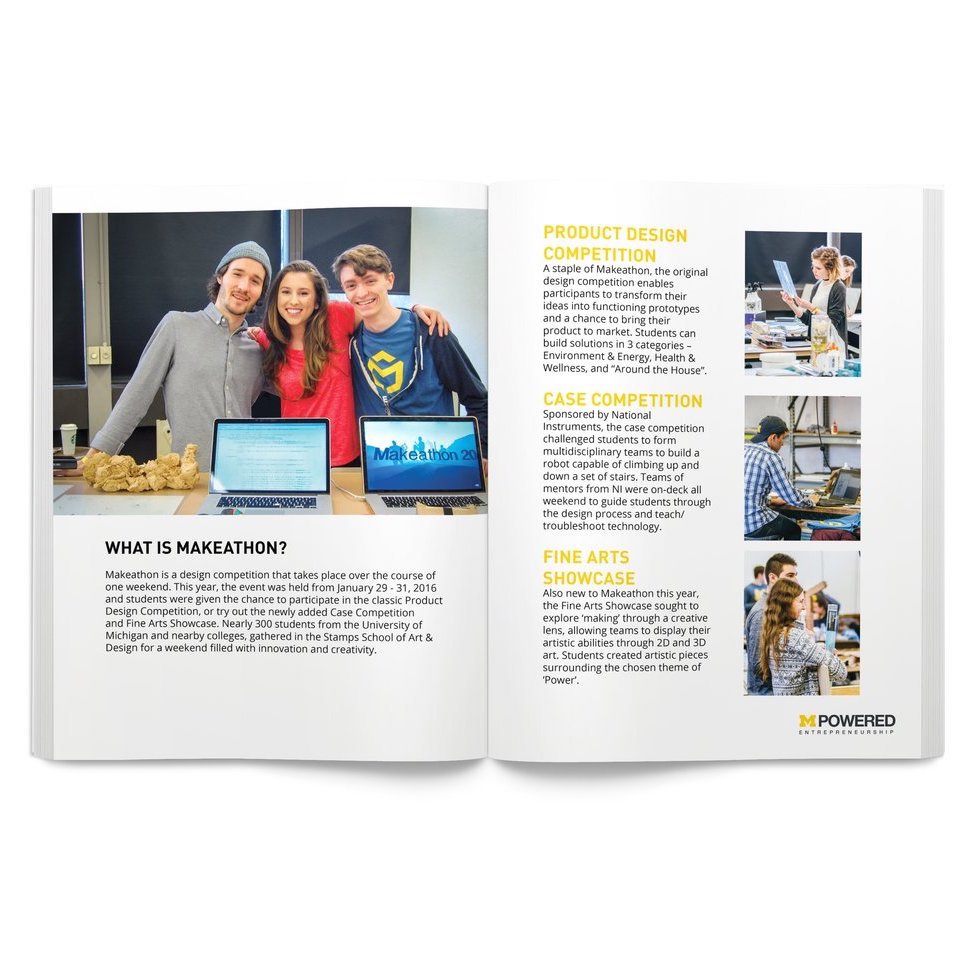 Makeathon 20
WHAT IS MAKEATHON?
Makeathon is a design competition that takes place over the course of
one weekend. This year, the event was held from January 29 - 31, 2016
and students were given the chance to participate in the classic Product
Design Competition, or try out the newly added Case Competition
and Fine Arts Showcase. Nearly 300 students from the University of
Michigan and nearby colleges, gathered in the Stamps School of Art &
Design for a weekend filled with innovation and creativity.
PRODUCT DESIGN
COMPETITION
A staple of Makeathon, the original
design competition enables
participants to transform their
ideas into functioning prototypes
and a chance to bring their
product to market. Students can
build solutions in 3 categories –
Environment & Energy, Health &
Wellness, and “Around the House”.
CASE COMPETITION
Sponsored by National
Instruments, the case competition
challenged students to form
multidisciplinary teams to build a
robot capable of climbing up and
down a set of stairs. Teams of
mentors from NI were on-deck all
weekend to guide students through
the design process and teach/
troubleshoot technology.
FINE ARTS
SHOWCASE
Also new to Makeathon this year,
the Fine Arts Showcase sought to
explore ‘making’ through a creative
lens, allowing teams to display their
artistic abilities through 2D and 3D
art. Students created artistic pieces
surrounding the chosen theme of
‘Power’.
M POWERED
ENTREPRENEURSHIP